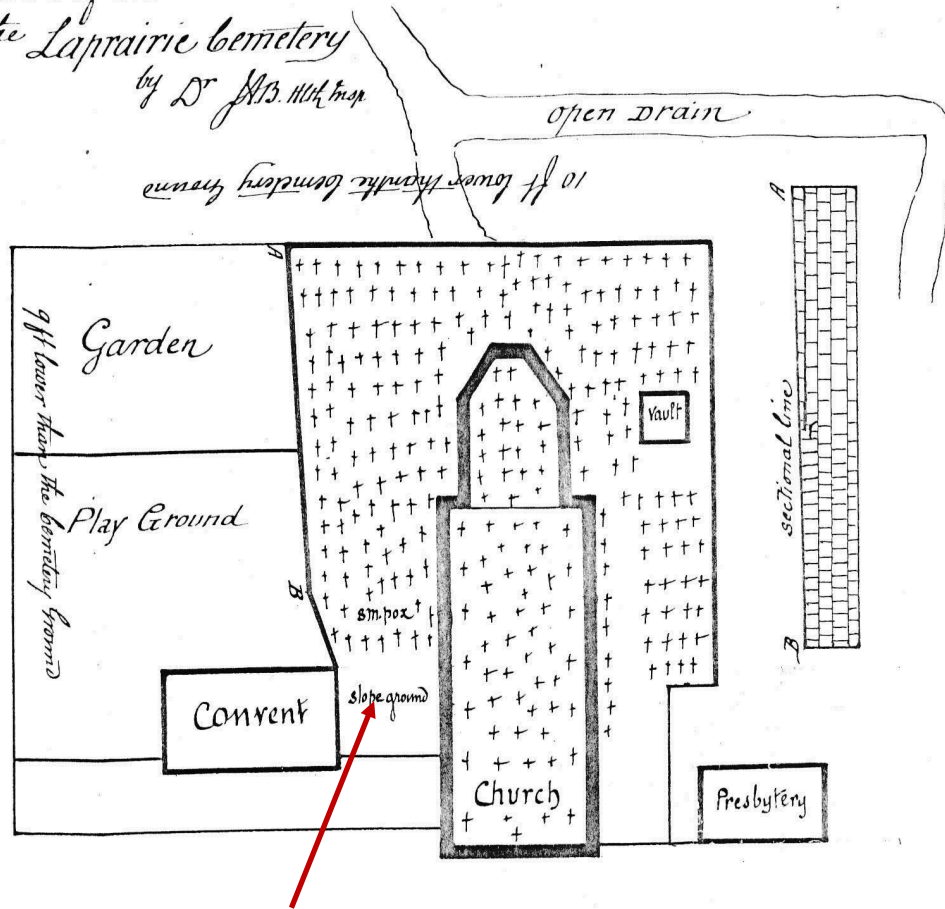 the Laprairie Cemetery
by Dr
open Drain
10 ft lower than the Cemetery Ground
A
A
Garden
9 ft lower than the Cemetery Ground
vault
sectional line
Play Ground
B
sm. pox
B
Convent
slope ground
Church
Presbytery